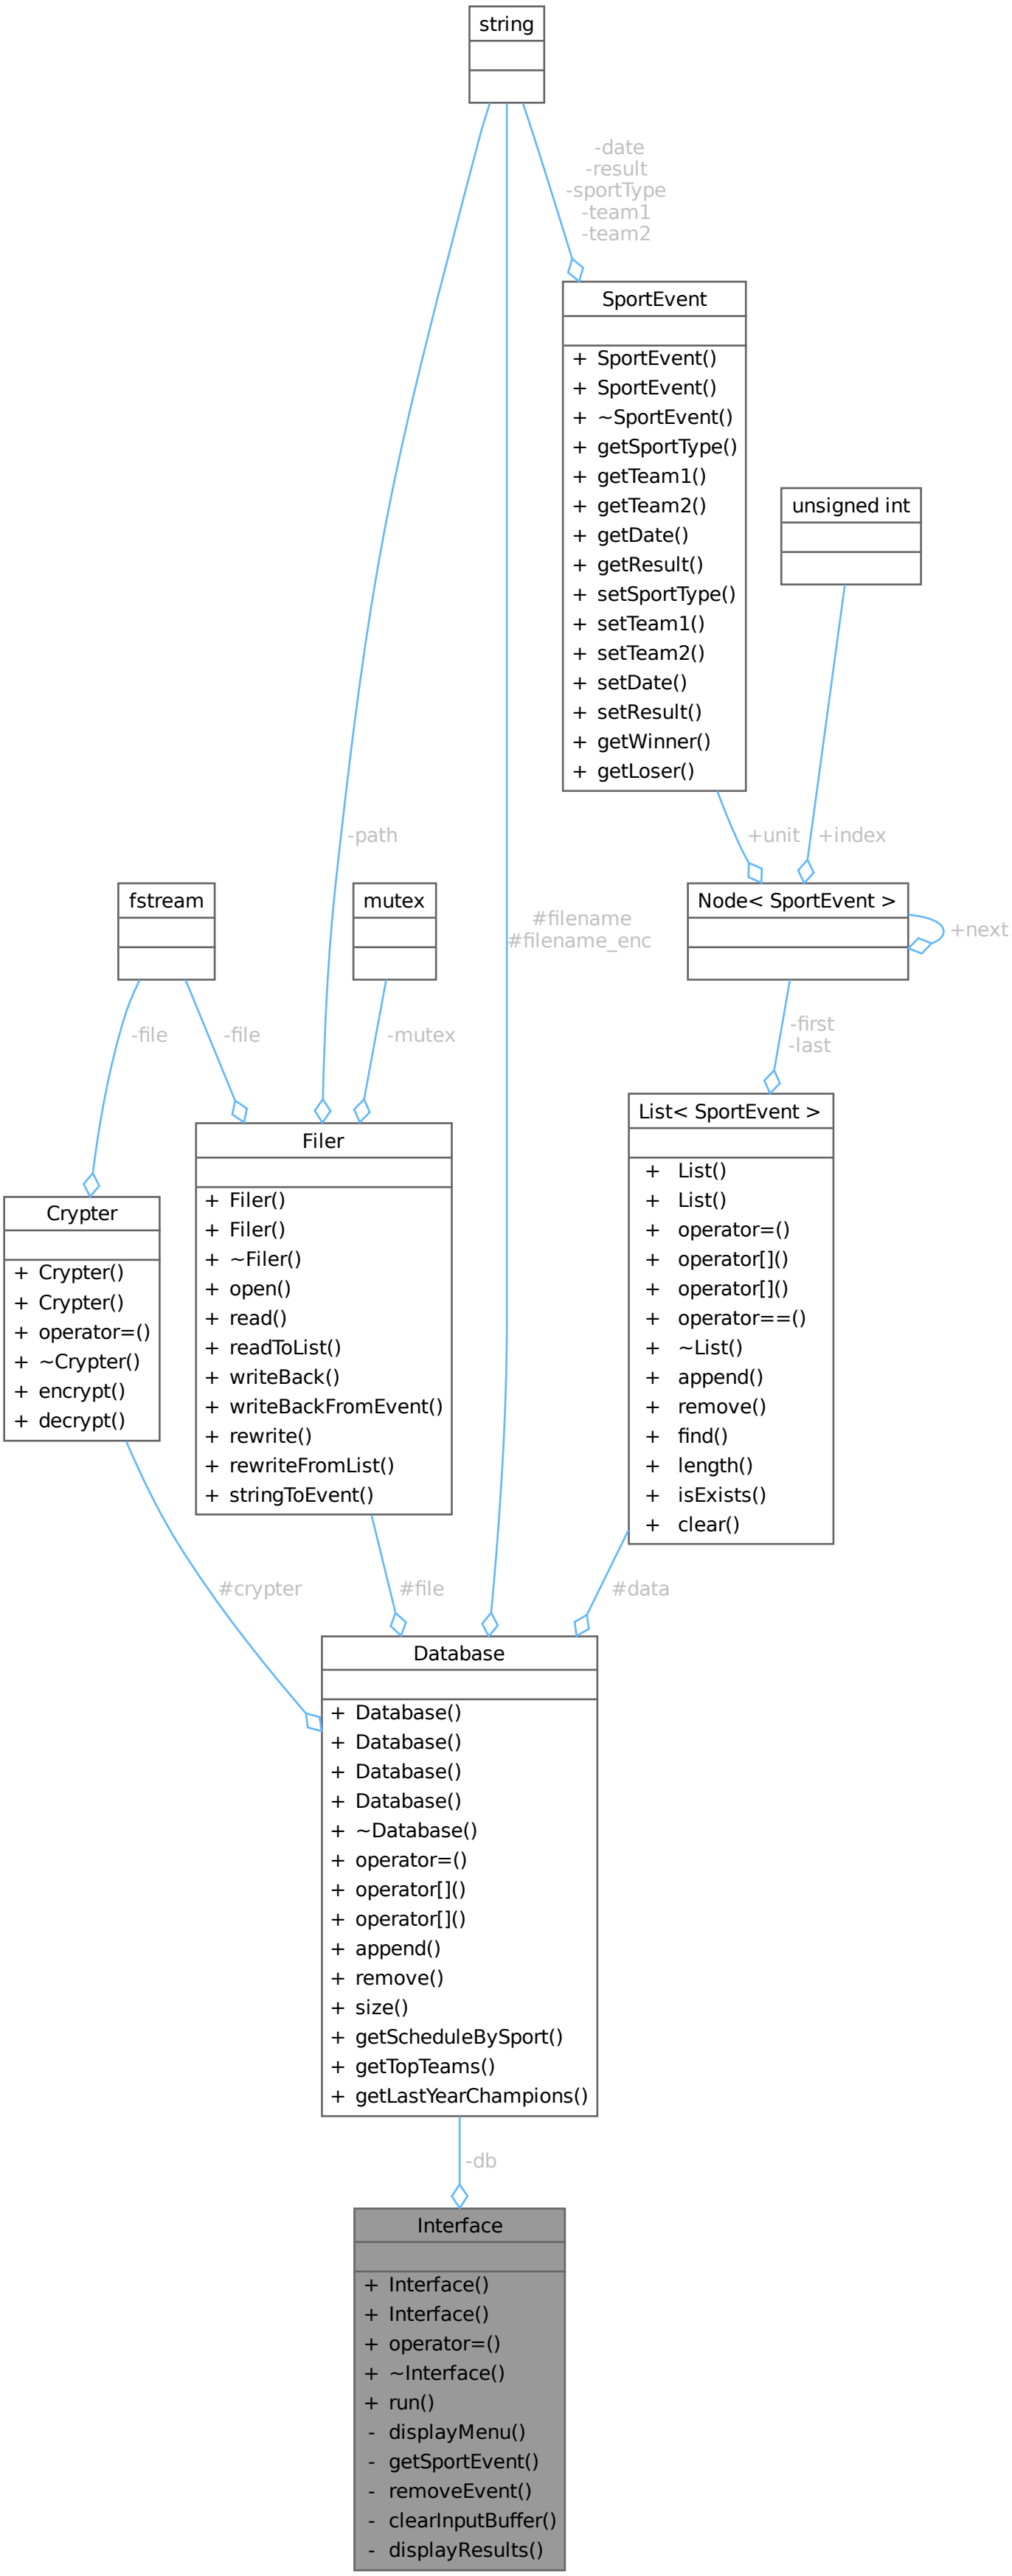 string
-date
-result
-sportType
-team1
-team2
SportEvent
+ SportEvent()
+ SportEvent()
+ ~SportEvent()
+ getSportType()
+ getTeam1()
+ getTeam2()
+ getDate()
+ getResult()
+ setSportType()
+ setTeam1()
+ setTeam2()
+ setDate()
+ setResult()
+ getWinner()
+ getLoser()
unsigned int
-path
+unit
+index
fstream
mutex
#filename
#filename_enc
Node< SportEvent >
+next
-file
-file
-mutex
-first
-last
Crypter
+ Crypter()
+ Crypter()
+ operator=()
+ ~Crypter()
+ encrypt()
+ decrypt()
Filer
+ Filer()
+ Filer()
+ ~Filer()
+ open()
+ read()
+ readToList()
+ writeBack()
+ writeBackFromEvent()
+ rewrite()
+ rewriteFromList()
+ stringToEvent()
List< SportEvent >
+ List()
+ List()
+ operator=()
+ operator[]()
+ operator[]()
+ operator==()
+ ~List()
+ append()
+ remove()
+ find()
+ length()
+ isExists()
+ clear()
#crypter
#file
#data
Database
+ Database()
+ Database()
+ Database()
+ Database()
+ ~Database()
+ operator=()
+ operator[]()
+ operator[]()
+ append()
+ remove()
+ size()
+ getScheduleBySport()
+ getTopTeams()
+ getLastYearChampions()
-db
Interface
+ Interface()
+ Interface()
+ operator=()
+ ~Interface()
+ run()
- displayMenu()
- getSportEvent()
- removeEvent()
- clearInputBuffer()
- displayResults()